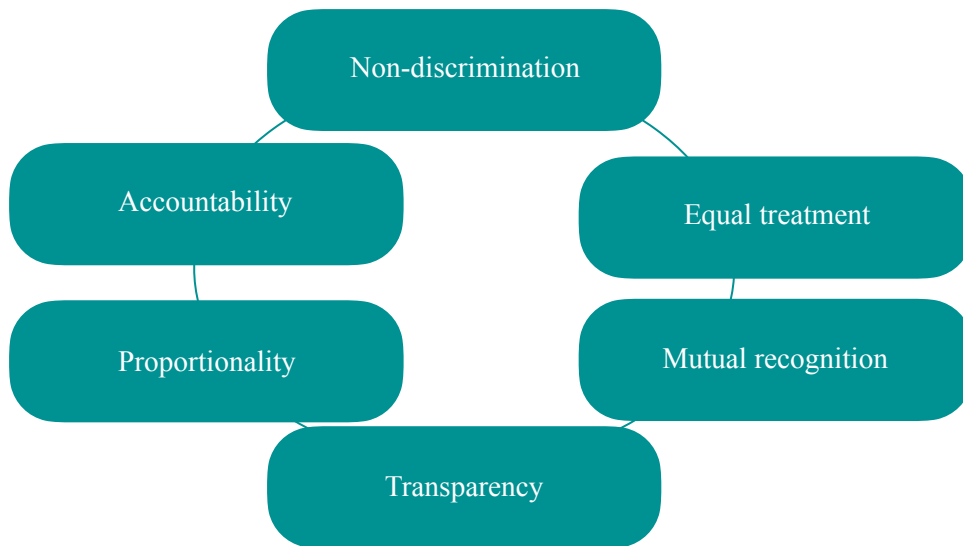 Non-discrimination
Accountability
Equal treatment
Proportionality
Mutual recognition
Transparency